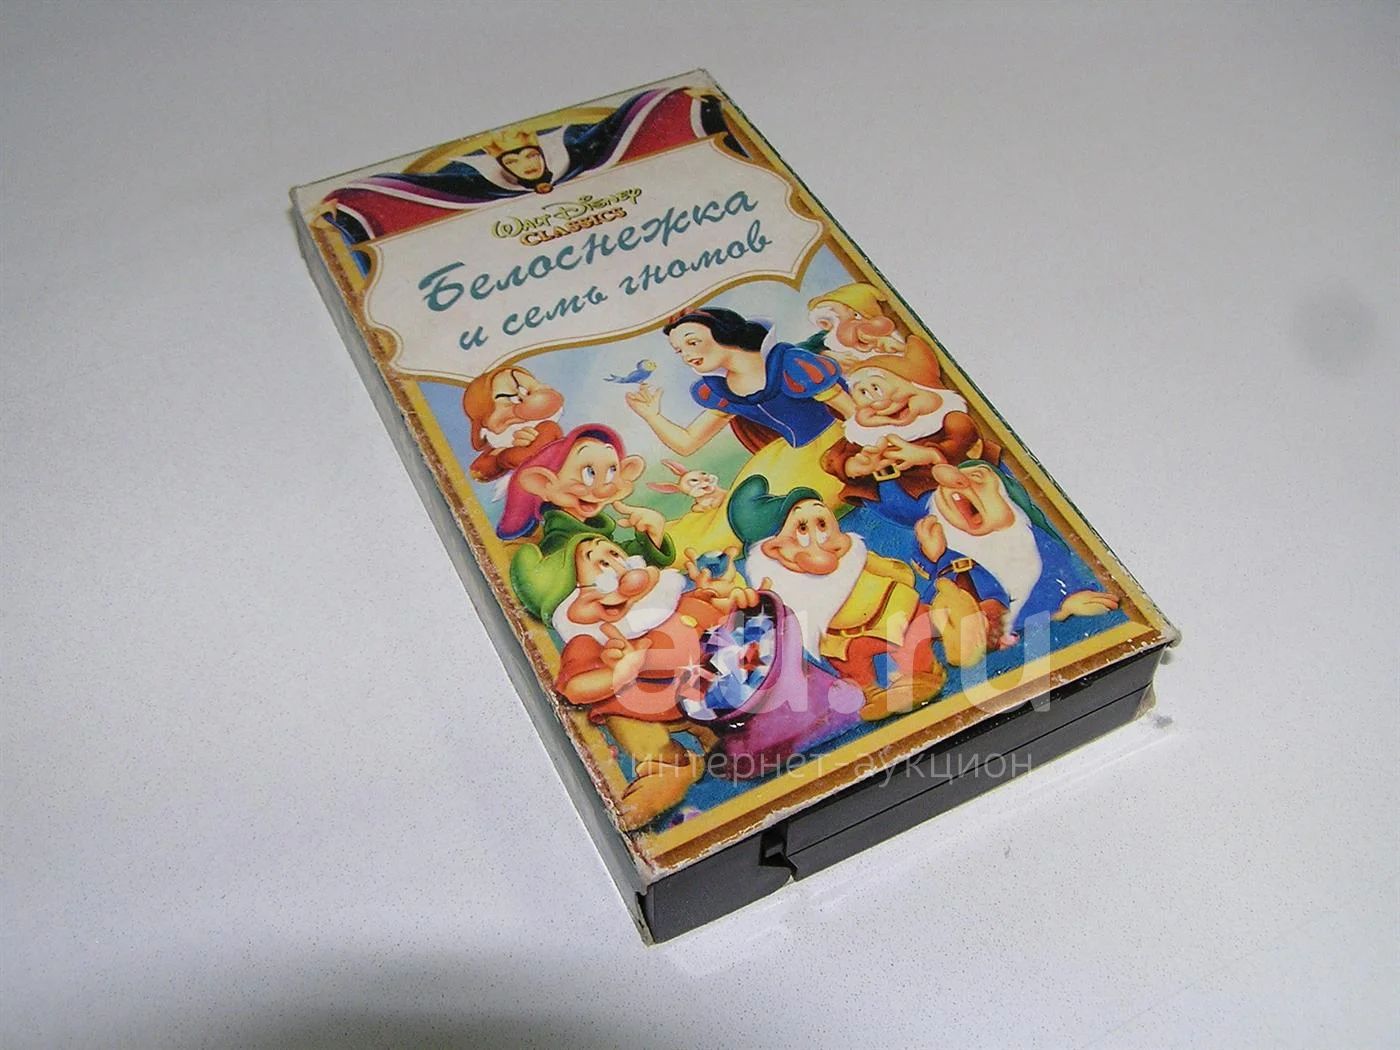 WALT DISNEY
CLASSICS
Белоснежка
и семь гномов
au.ru
интернет-аукцион